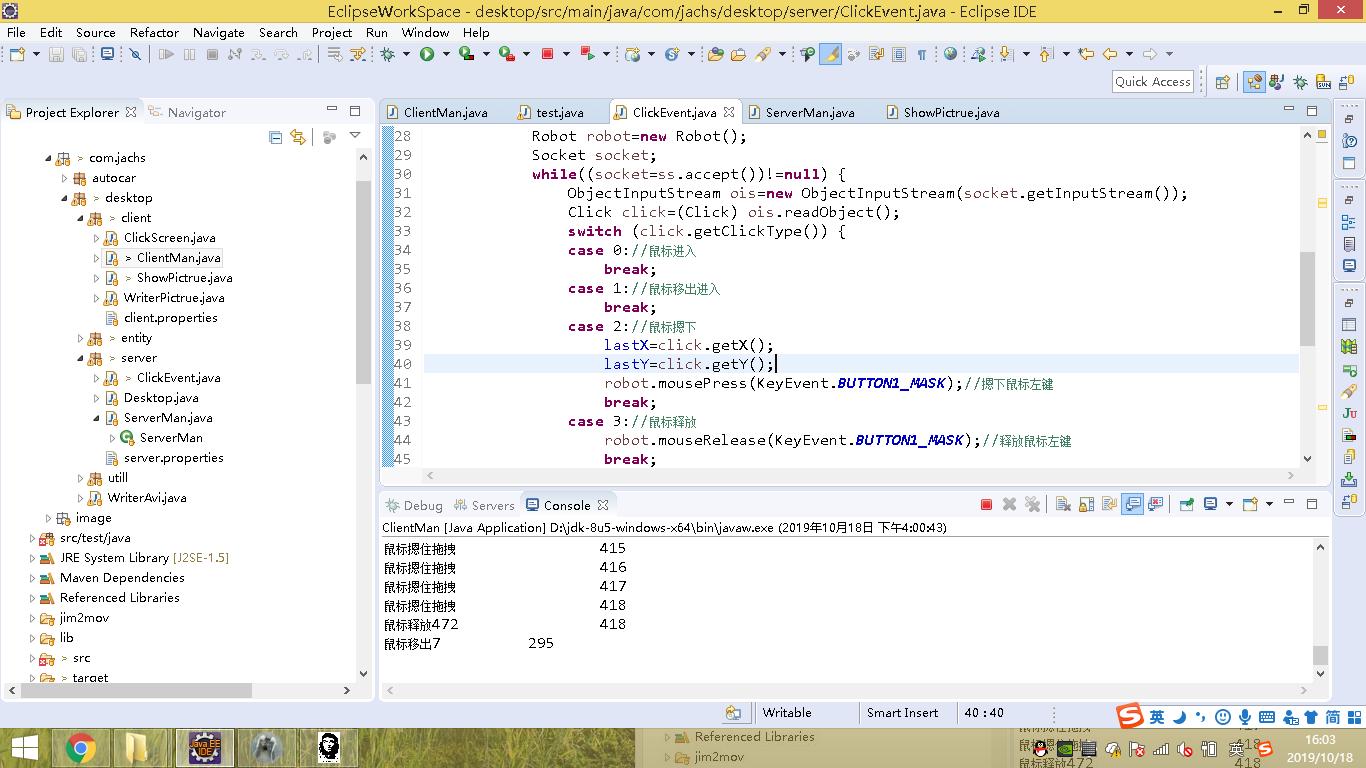 EclipseWorkSpace - desktop/src/main/java/com/jachs/desktop/server/ClickEvent.java - Eclipse IDE
File Edit Source Refactor Navigate Search Project Run Window Help
Quick Access
Project Explorer Navigator
> com.jachs
autocar
> desktop
> client
ClickScreen.java
> ClientMan.java
> ShowPictrue.java
WriterPictrue.java
client.properties
> entity
> server
> ClickEvent.java
Desktop.java
ServerMan.java
ServerMan
server.properties
utill
WriterAvi.java
image
src/test/java
JRE System Library [J2SE-1.5]
Maven Dependencies
Referenced Libraries
jim2mov
lib
> src
> target
ClientMan.java test.java ClickEvent.java ServerMan.java ShowPictrue.java
28 Robot robot=new Robot();
29 Socket socket;
30 while((socket=ss.accept())!=null) {
31 ObjectInputStream ois=new ObjectInputStream(socket.getInputStream());
32 Click click=(Click) ois.readObject();
33 switch (click.getClickType()) {
34 case 0://鼠标进入
35 break;
36 case 1://鼠标移出进入
37 break;
38 case 2://鼠标摁下
39 lastX=click.getX();
40 lastY=click.getY();
41 robot.mousePress(KeyEvent.BUTTON1_MASK);//摁下鼠标左键
42 break;
43 case 3://鼠标释放
44 robot.mouseRelease(KeyEvent.BUTTON1_MASK);//释放鼠标左键
45 break;
Debug Servers Console
ClientMan [Java Application] D:\jdk-8u5-windows-x64\bin\javaw.exe (2019年10月18日 下午4:00:43)
鼠标摁住拖拽 415
鼠标摁住拖拽 416
鼠标摁住拖拽 417
鼠标摁住拖拽 418
鼠标释放472 418
鼠标移出7 295
Writable Smart Insert 40 : 40
英 简
Java EE IDE
Referenced Libraries
jim2mov
鼠标释放472 418
英
16:03
2019/10/18